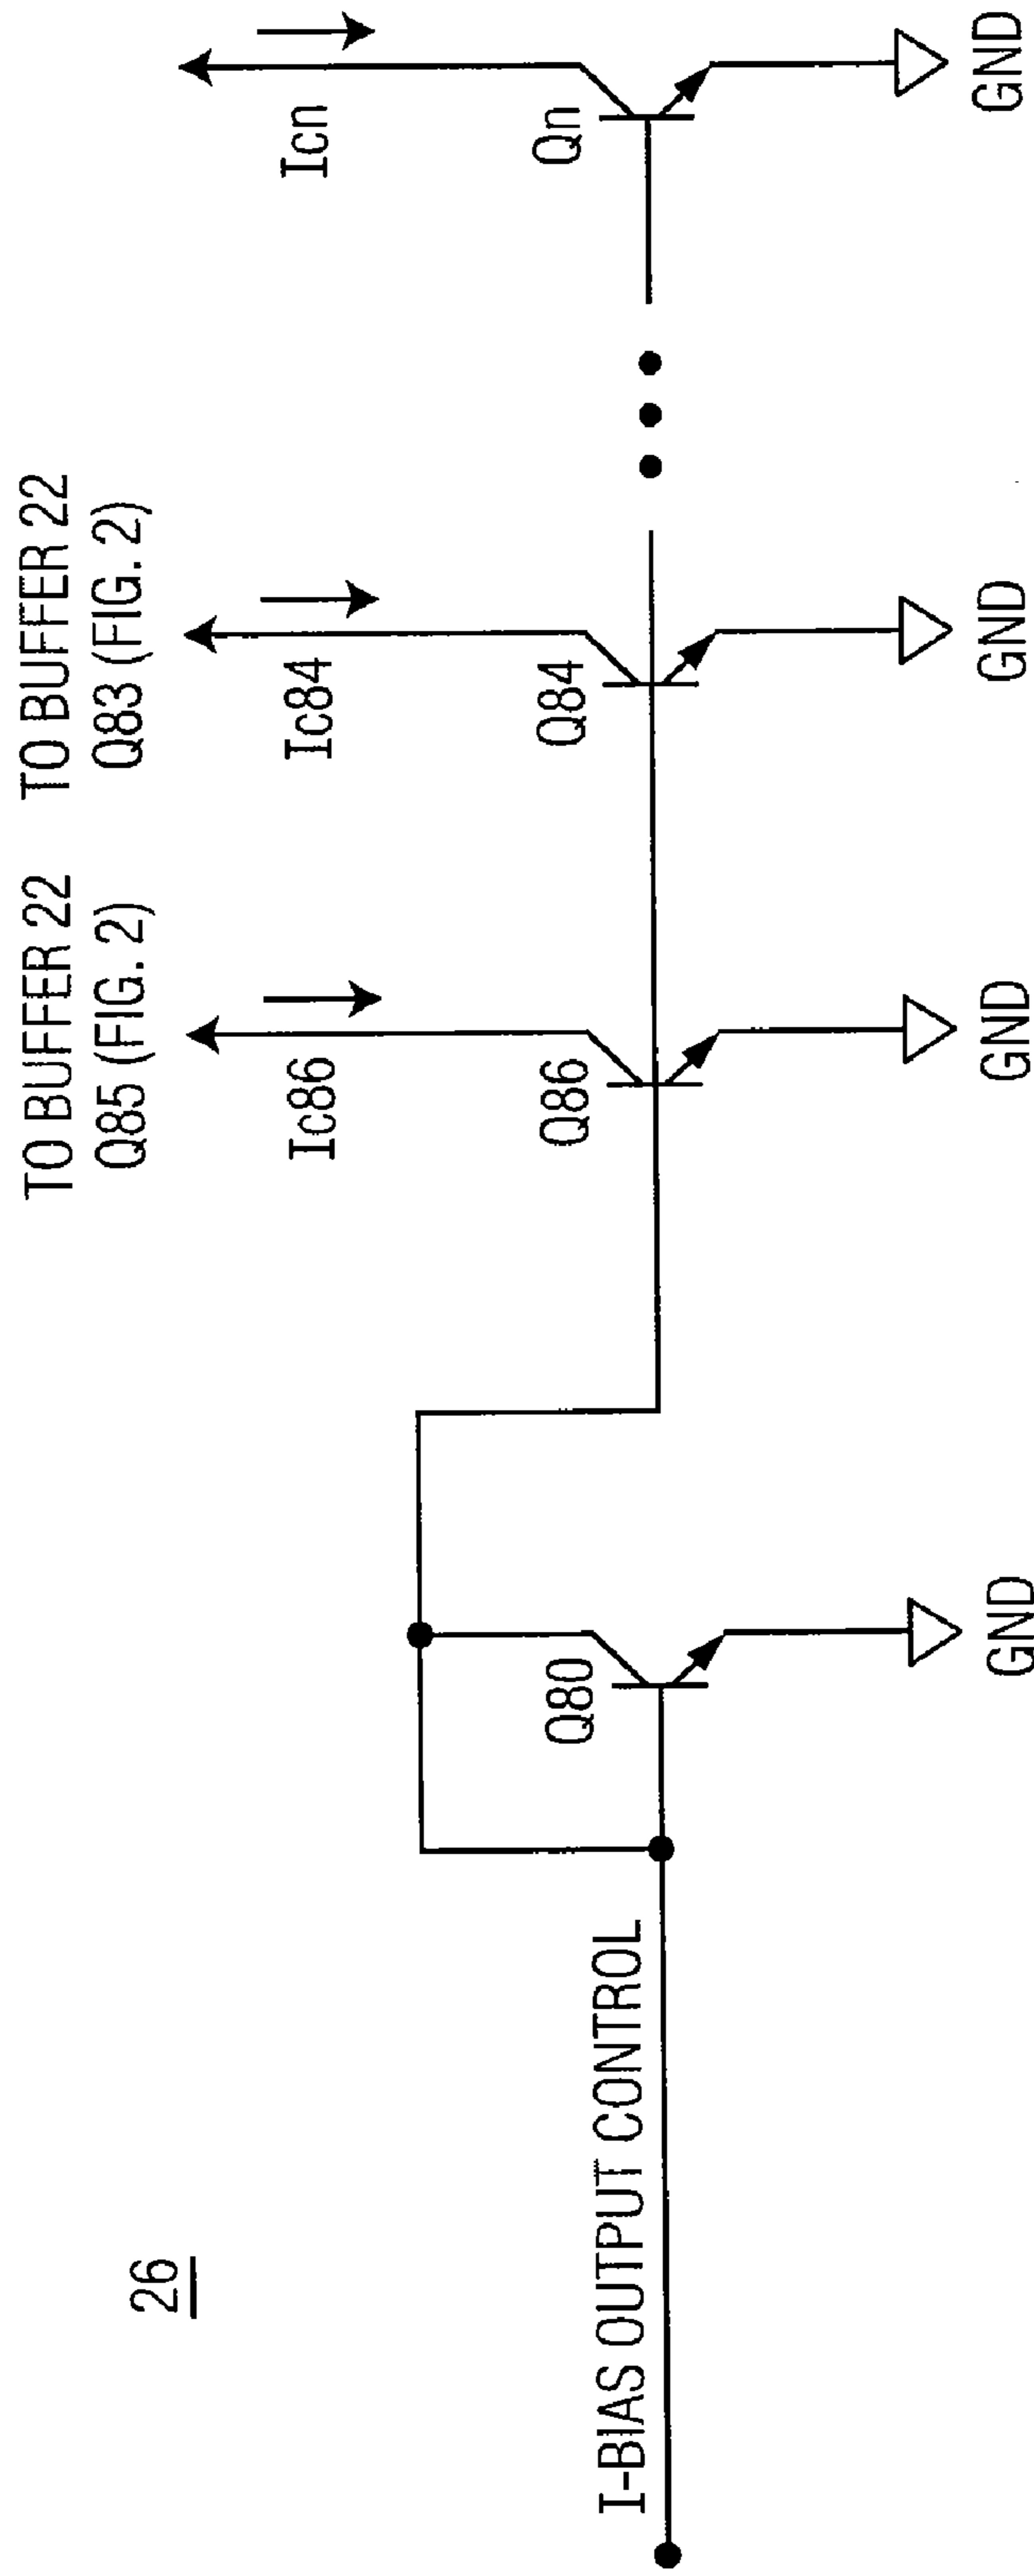 26
TO BUFFER 22
Q85 (FIG. 2)
TO BUFFER 22
Q83 (FIG. 2)
Ic86
Ic84
Icn
I-BIAS OUTPUT CONTROL
Q80
Q86
Q84
Qn
GND
GND
GND
GND